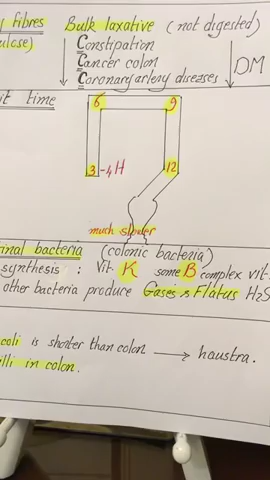 fibres Bulk laxative (not digested)
ulose) Constipation
Cancer colon DM
Coronary artery diseases
it time
6 9
3-4H 12
much slower
inal bacteria (colonic bacteria)
synthesis: Vit K some B complex vit
other bacteria produce Gases & Flatus H2S
coli is shorter than colon → haustra.
illi in colon.